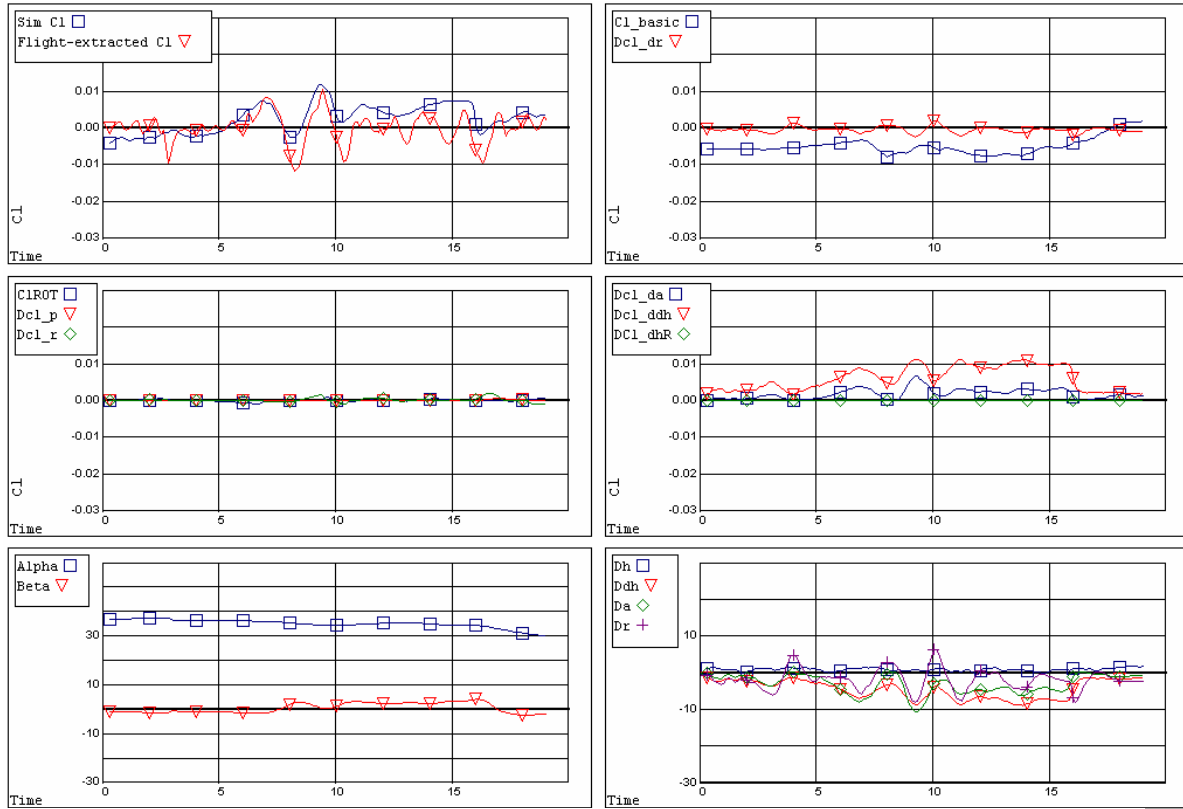 Sim Cl
Flight-extracted Cl
0.01
0.00
-0.01
-0.02
-0.03
Cl
0
5
10
15
Time
Cl_basic
Dcl_dr
0.01
0.00
-0.01
-0.02
-0.03
Cl
0
5
10
15
Time
ClROT
Dcl_p
Dcl_r
0.01
0.00
-0.01
-0.02
-0.03
Cl
0
5
10
15
Time
Dcl_da
Dcl_ddh
DCl_dhR
0.01
0.00
-0.01
-0.02
-0.03
Cl
0
5
10
15
Time
Alpha
Beta
30
10
-10
-30
0
5
10
15
Time
Dh
Ddh
Da
Dr
10
-10
-30
0
5
10
15
Time